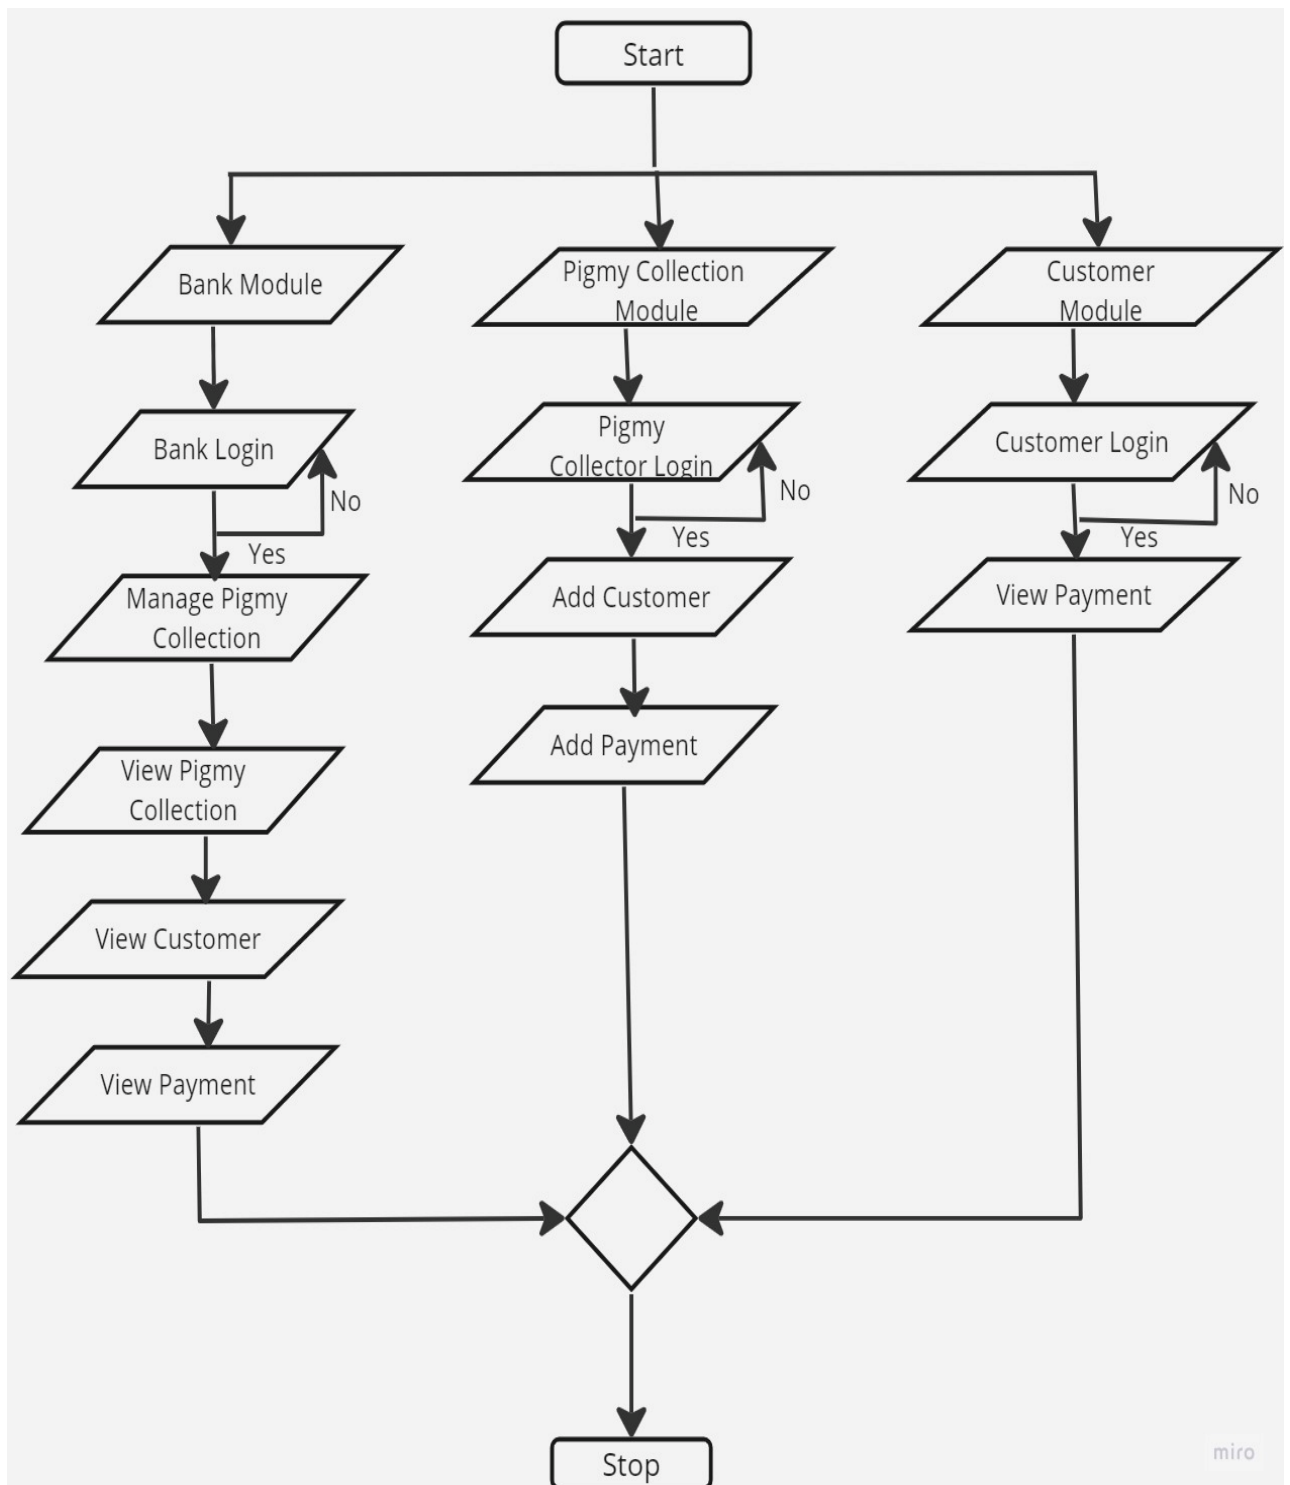 Start
Bank Module
Pigmy Collection
Module
Customer
Module
Bank Login
No
Yes
Pigmy
Collector Login
No
Yes
Customer Login
No
Yes
Manage Pigmy
Collection
Add Customer
View Payment
View Pigmy
Collection
Add Payment
View Customer
View Payment
Stop
miro